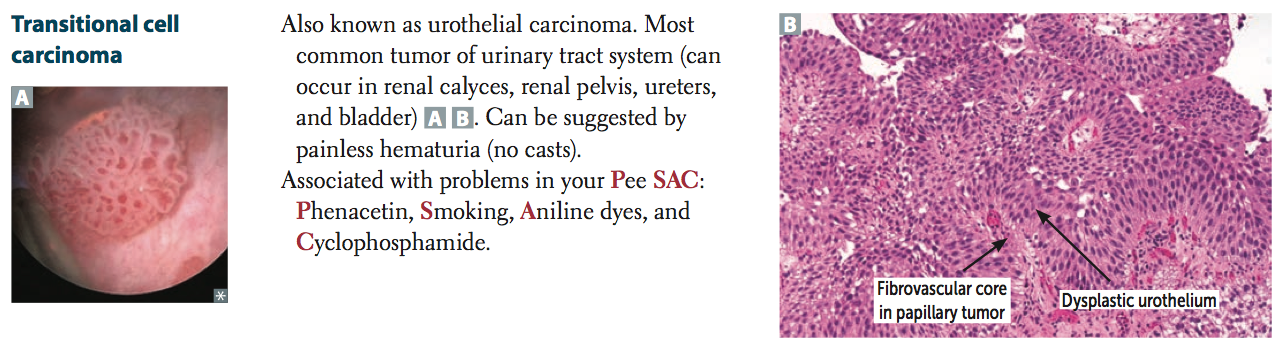 Transitional cell
carcinoma
A
*
Also known as urothelial carcinoma. Most
common tumor of urinary tract system (can
occur in renal calyces, renal pelvis, ureters,
and bladder) A B. Can be suggested by
painless hematuria (no casts).
Associated with problems in your Pee SAC:
Phenacetin, Smoking, Aniline dyes, and
Cyclophosphamide.
B
Fibrovascular core
in papillary tumor
Dysplastic urothelium